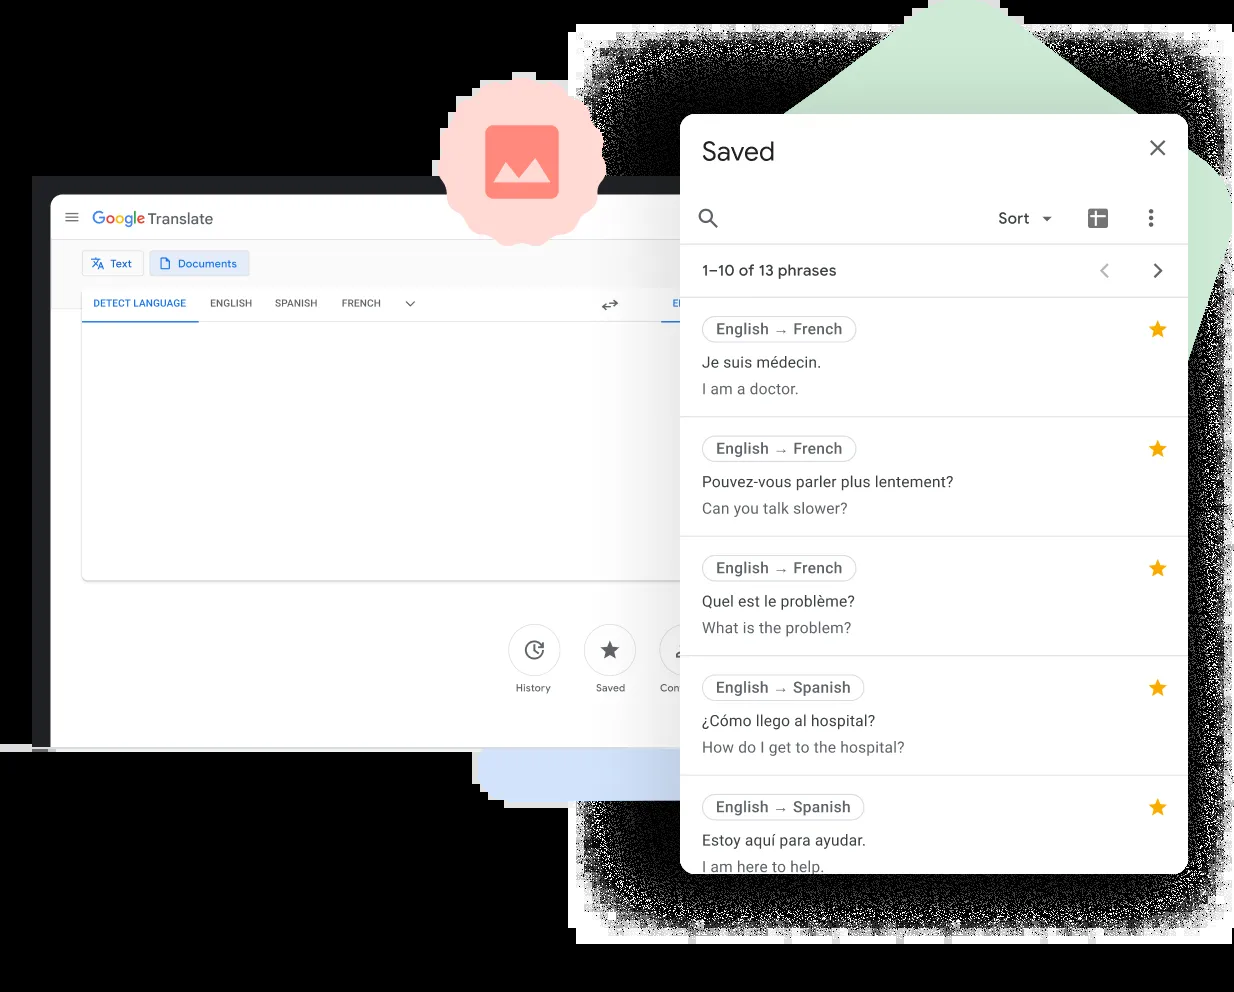 Google Translate
Text
Documents
DETECT LANGUAGE
ENGLISH
SPANISH
FRENCH
History
Saved
Saved
Sort
1–10 of 13 phrases
English → French
Je suis médecin.
I am a doctor.
English → French
Pouvez-vous parler plus lentement?
Can you talk slower?
English → French
Quel est le problème?
What is the problem?
English → Spanish
¿Cómo llego al hospital?
How do I get to the hospital?
English → Spanish
Estoy aquí para ayudar.
I am here to help.